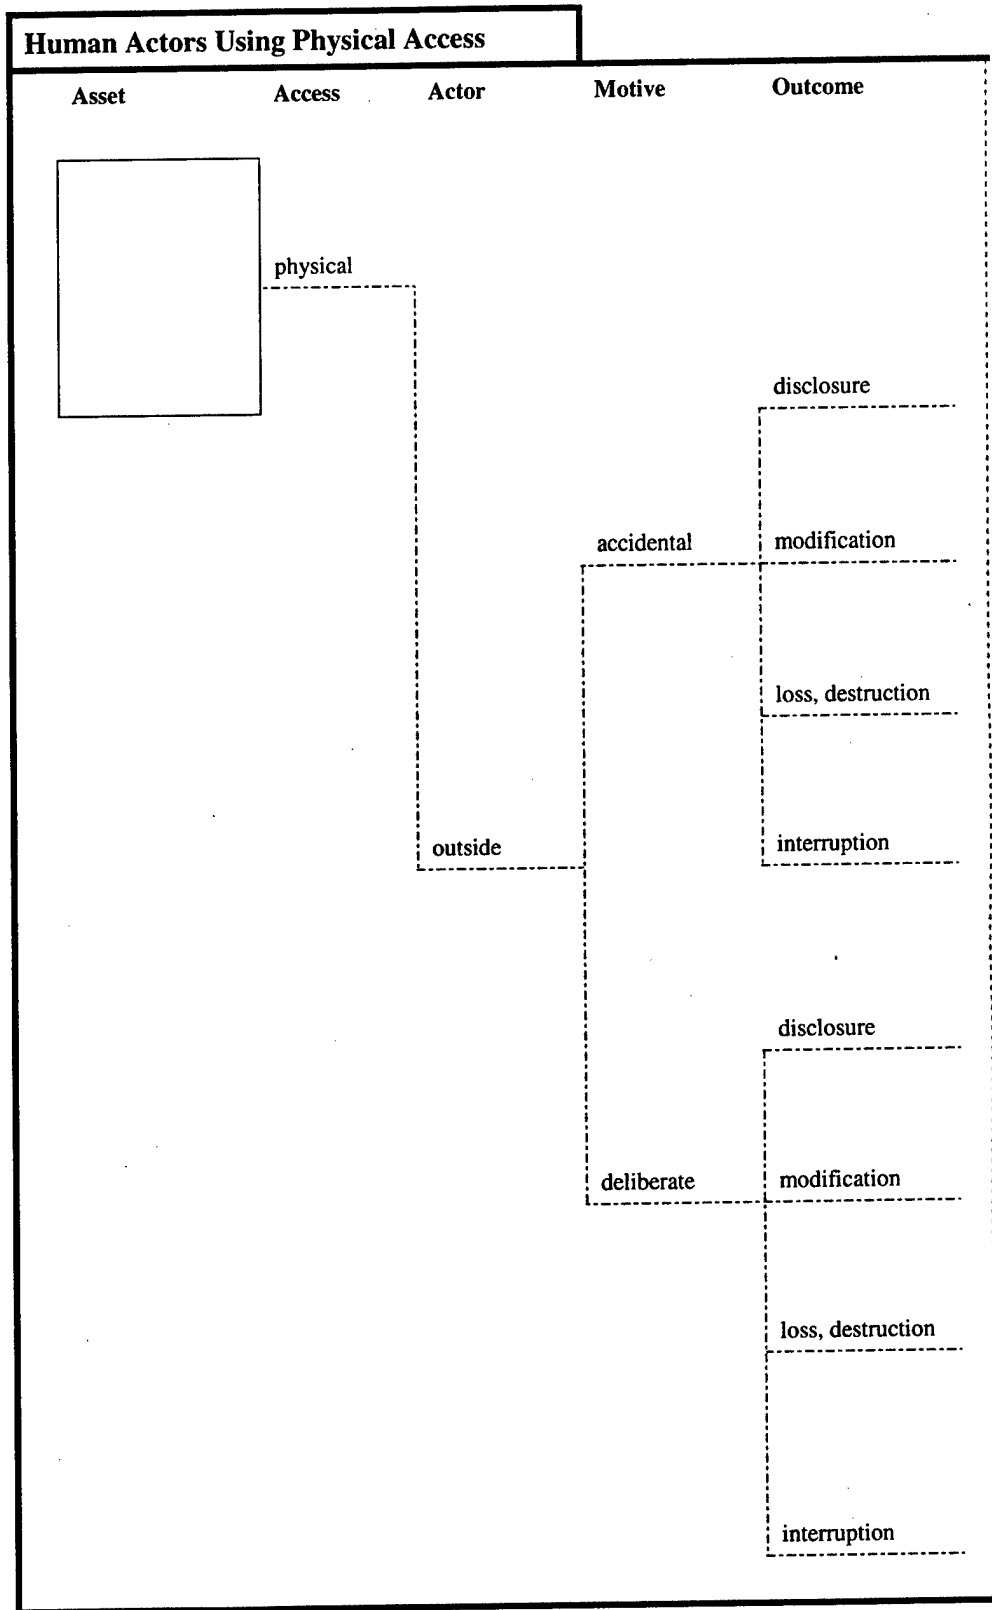 Human Actors Using Physical Access
Asset Access Actor Motive Outcome
physical
disclosure
accidental modification
loss, destruction
outside interruption
disclosure
deliberate modification
loss, destruction
interruption